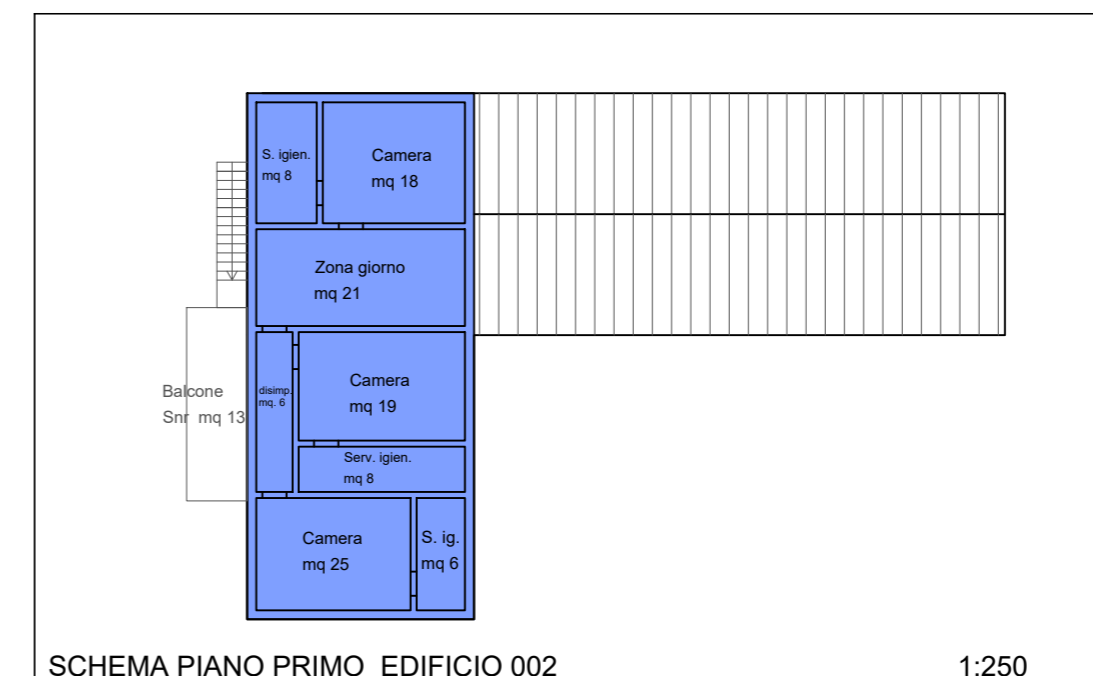 S. igien.
mq 8
Camera
mq 18
Zona giorno
mq 21
Balcone
Snr mq 13
disimp.
mq. 6
Camera
mq 19
Serv. igien.
mq 8
Camera
mq 25
S. ig.
mq 6
SCHEMA PIANO PRIMO EDIFICIO 002
1:250